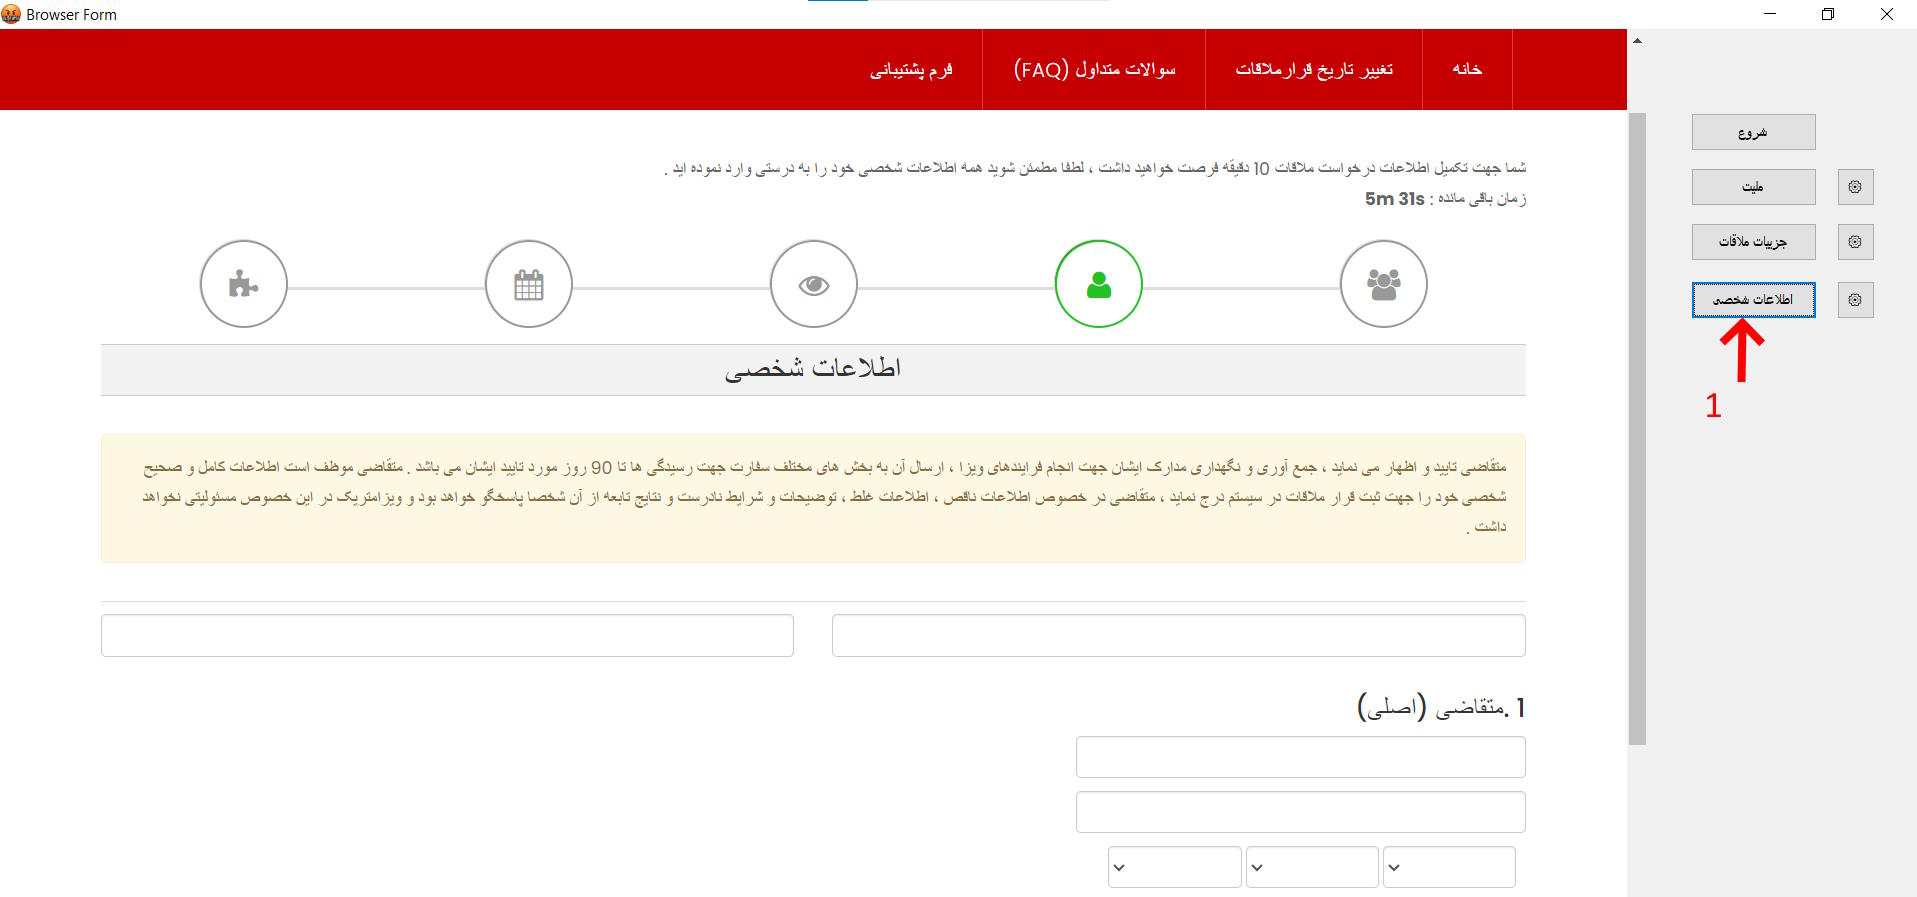 Browser Form
خانه
تغییر تاریخ قرارملاقات
سوالات متداول (FAQ)
فرم پشتیبانی
شما جهت تکمیل اطلاعات درخواست ملاقات 10 دقیقه فرصت خواهید داشت ، لطفا مطمئن شوید همه اطلاعات شخصی خود را به درستی وارد نموده اید .
زمان باقی مانده : 5m 31s
اطلاعات شخصی
متقاضی تایید و اظهار می نماید ، جمع آوری و نگهداری مدارک ایشان جهت انجام فرایندهای ویزا ، ارسال آن به بخش های مختلف سفارت جهت رسیدگی ها تا 90 روز مورد تایید ایشان می باشد . متقاضی موظف است اطلاعات کامل و صحیح
شخصی خود را جهت ثبت قرار ملاقات در سیستم درج نماید ، متقاضی در خصوص اطلاعات ناقص ، اطلاعات غلط ، توضیحات و شرایط نادرست و نتایج تابعه از آن شخصا پاسخگو خواهد بود و ویزامتریک در این خصوص مسئولیتی نخواهد
داشت .
1 .متقاضی (اصلی)
شروع
ملیت
جزییات ملاقات
اطلاعات شخصی
1